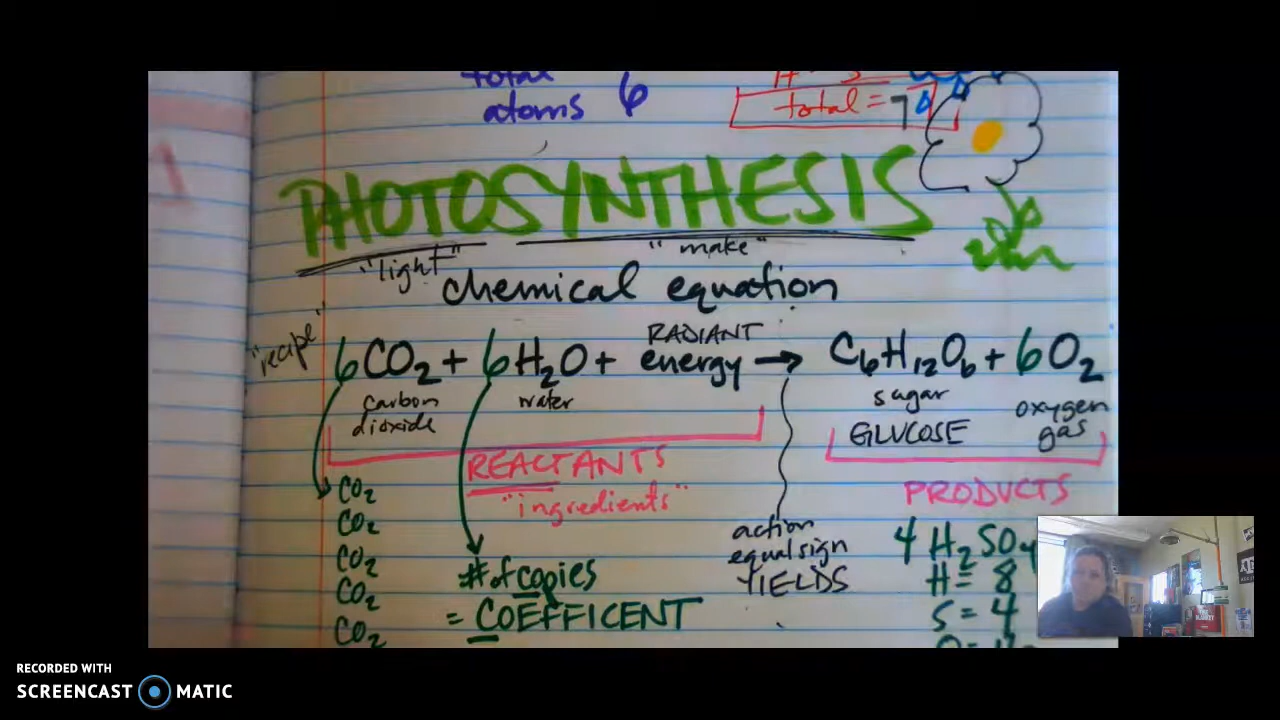 total
atoms 6
total = 7
PHOTOSYNTHESIS
"light" "make"
chemical equation
"recipe"
RADIANT
6CO₂ + 6H₂O + energy → C₆H₁₂O₆ + 6O₂
carbon dioxide
water
sugar
GLUCOSE
oxygen gas
REACTANTS
"ingredients"
PRODUCTS
CO₂
CO₂
CO₂
CO₂
CO₂
# of copies
= COEFFICENT
action
equal sign
YIELDS
4 H₂SO₄
H = 8
S = 4
RECORDED WITH
SCREENCAST MATIC